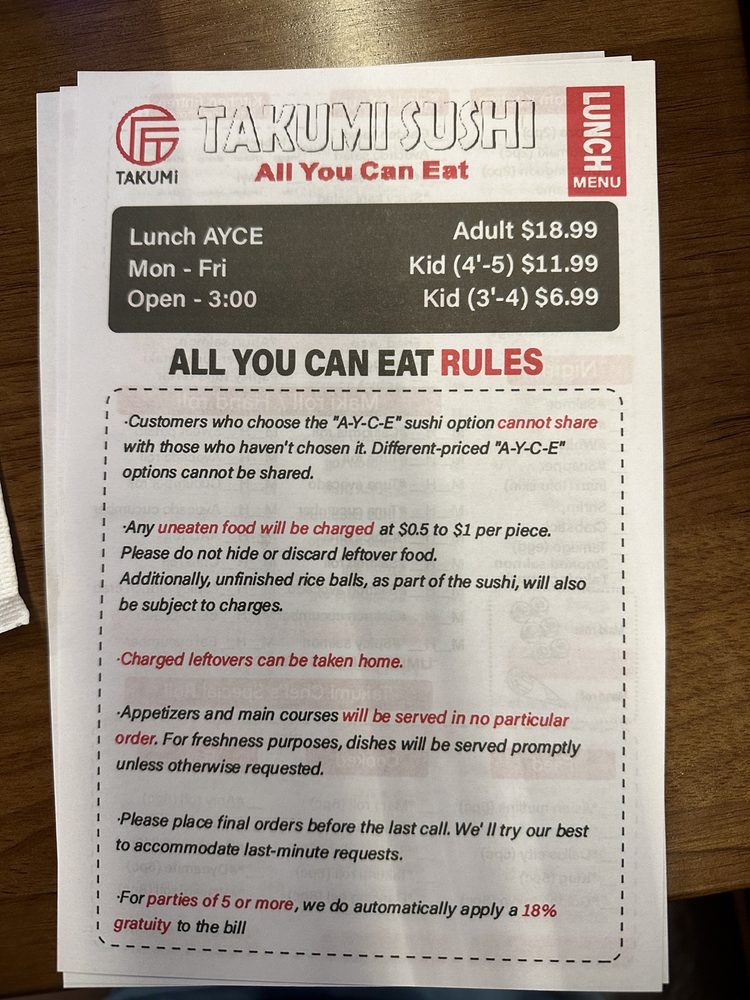 TAKUMI SUSHI
All You Can Eat
TAKUMi
LUNCH
MENU
Lunch AYCE
Mon - Fri
Open - 3:00
Adult $18.99
Kid (4'-5) $11.99
Kid (3'-4) $6.99
ALL YOU CAN EAT RULES
·Customers who choose the "A-Y-C-E" sushi option cannot share
with those who haven't chosen it. Different-priced "A-Y-C-E"
options cannot be shared.
·Any uneaten food will be charged at $0.5 to $1 per piece.
Please do not hide or discard leftover food.
Additionally, unfinished rice balls, as part of the sushi, will also
be subject to charges.
·Charged leftovers can be taken home.
·Appetizers and main courses will be served in no particular
order. For freshness purposes, dishes will be served promptly
unless otherwise requested.
·Please place final orders before the last call. We' ll try our best
to accommodate last-minute requests.
·For parties of 5 or more, we do automatically apply a 18%
gratuity to the bill